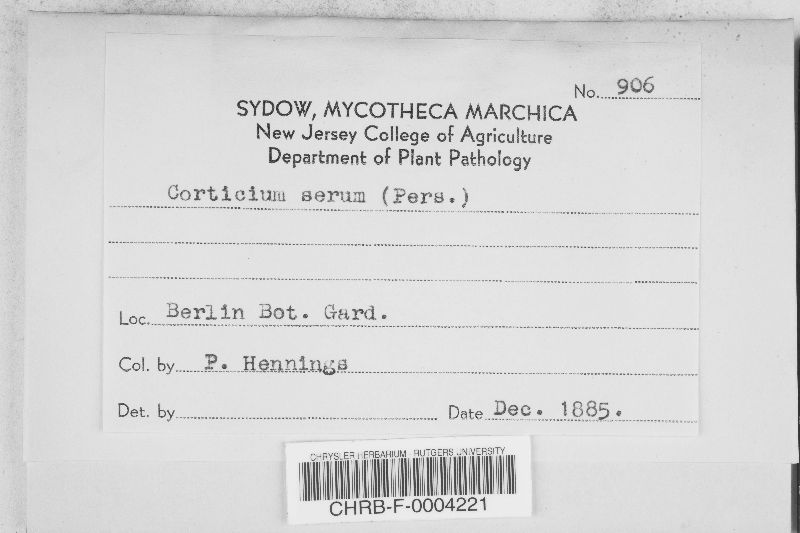 No. 906
SYDOW, MYCOTHECA MARCHICA
New Jersey College of Agriculture
Department of Plant Pathology
Corticium serum (Pers.)
Loc. Berlin Bot. Gard.
Col. by P. Hennings
Det. by
Date Dec. 1885.
CHRYSLER HERBARIUM - RUTGERS UNIVERSITY
CHRB-F-0004221